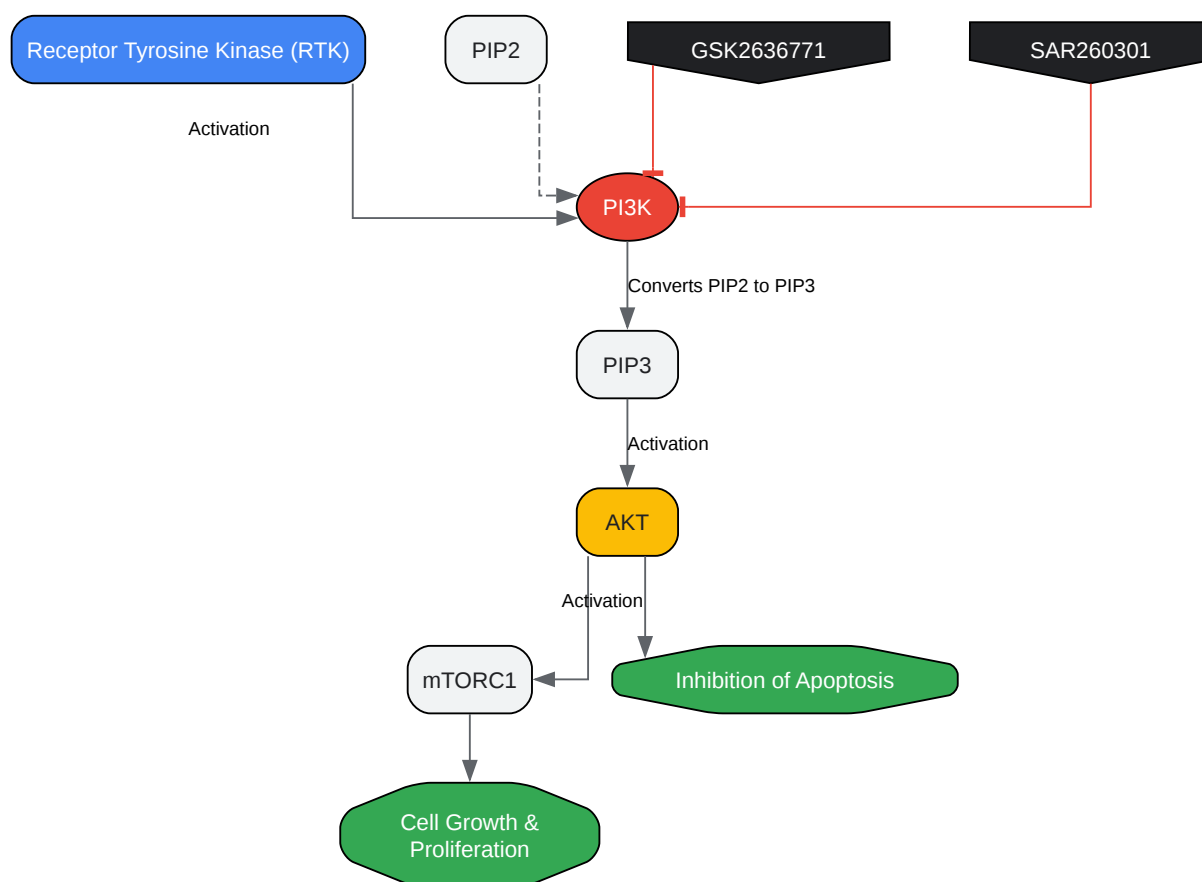 Receptor Tyrosine Kinase (RTK)
PIP2
GSK2636771
SAR260301
Activation
PI3K
Converts PIP2 to PIP3
PIP3
Activation
AKT
Activation
mTORC1
Inhibition of Apoptosis
Cell Growth &
Proliferation